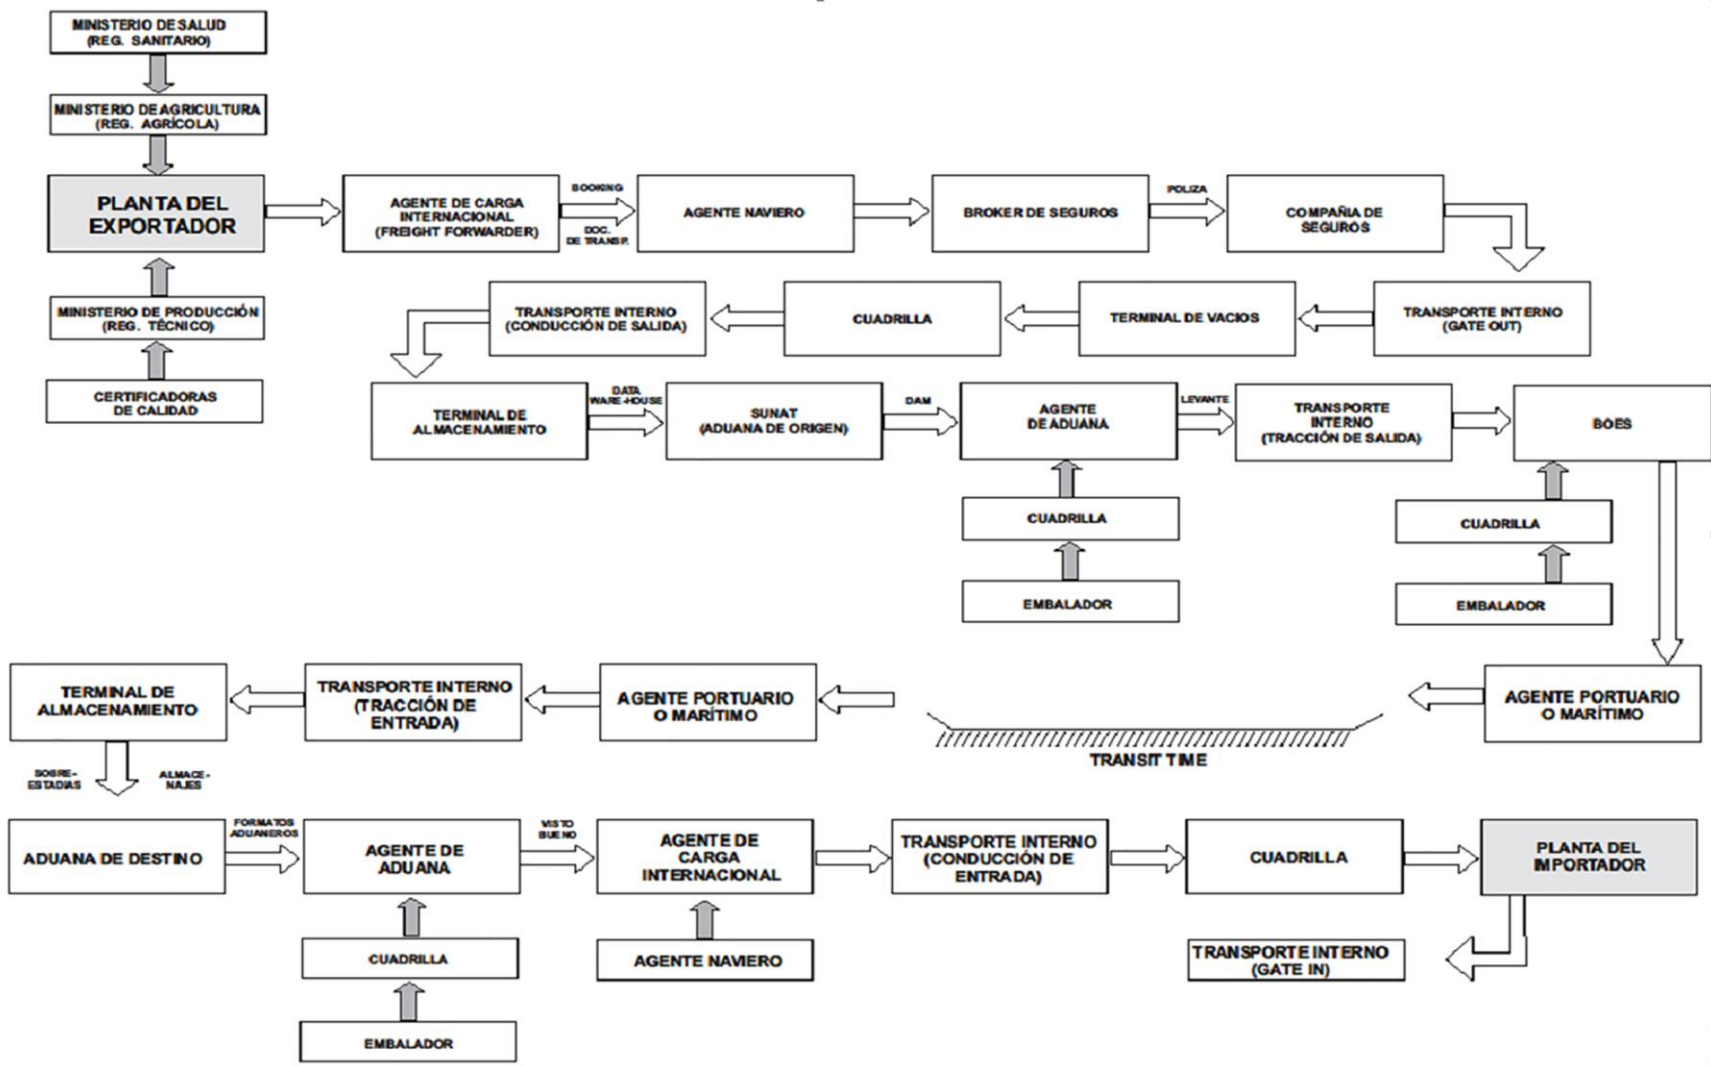 MINISTERIO DE SALUD
(REG. SANITARIO)
MINISTERIO DE AGRICULTURA
(REG. AGRÍCOLA)
PLANTA DEL
EXPORTADOR
MINISTERIO DE PRODUCCIÓN
(REG. TÉCNICO)
CERTIFICADORAS
DE CALIDAD
AGENTE DE CARGA
INTERNACIONAL
(FREIGHT FORWARDER)
BOOKING
DOC.
DE TRANSP.
AGENTE NAVIERO
BROKER DE SEGUROS
POLIZA
COMPAÑIA DE
SEGUROS
TRANSPORTE INTERNO
(GATE OUT)
TERMINAL DE VACIOS
CUADRILLA
TRANSPORTE INTERNO
(CONDUCCIÓN DE SALIDA)
TERMINAL DE
ALMACENAMIENTO
DATA
WARE-HOUSE
SUNAT
(ADUANA DE ORIGEN)
DAM
AGENTE
DE ADUANA
LEVANTE
TRANSPORTE
INTERNO
(TRACCIÓN DE SALIDA)
BOES
CUADRILLA
EMBALADOR
CUADRILLA
EMBALADOR
AGENTE PORTUARIO
O MARÍTIMO
TRANSIT TIME
AGENTE PORTUARIO
O MARÍTIMO
TRANSPORTE INTERNO
(TRACCIÓN DE
ENTRADA)
TERMINAL DE
ALMACENAMIENTO
SOBRE-
ESTADIAS
ALMACE-
NAJES
ADUANA DE DESTINO
FORMATOS
ADUANEROS
AGENTE DE
ADUANA
VISTO
BUENO
AGENTE DE
CARGA
INTERNACIONAL
TRANSPORTE INTERNO
(CONDUCCIÓN DE
ENTRADA)
CUADRILLA
PLANTA DEL
IMPORTADOR
CUADRILLA
EMBALADOR
AGENTE NAVIERO
TRANSPORTE INTERNO
(GATE IN)